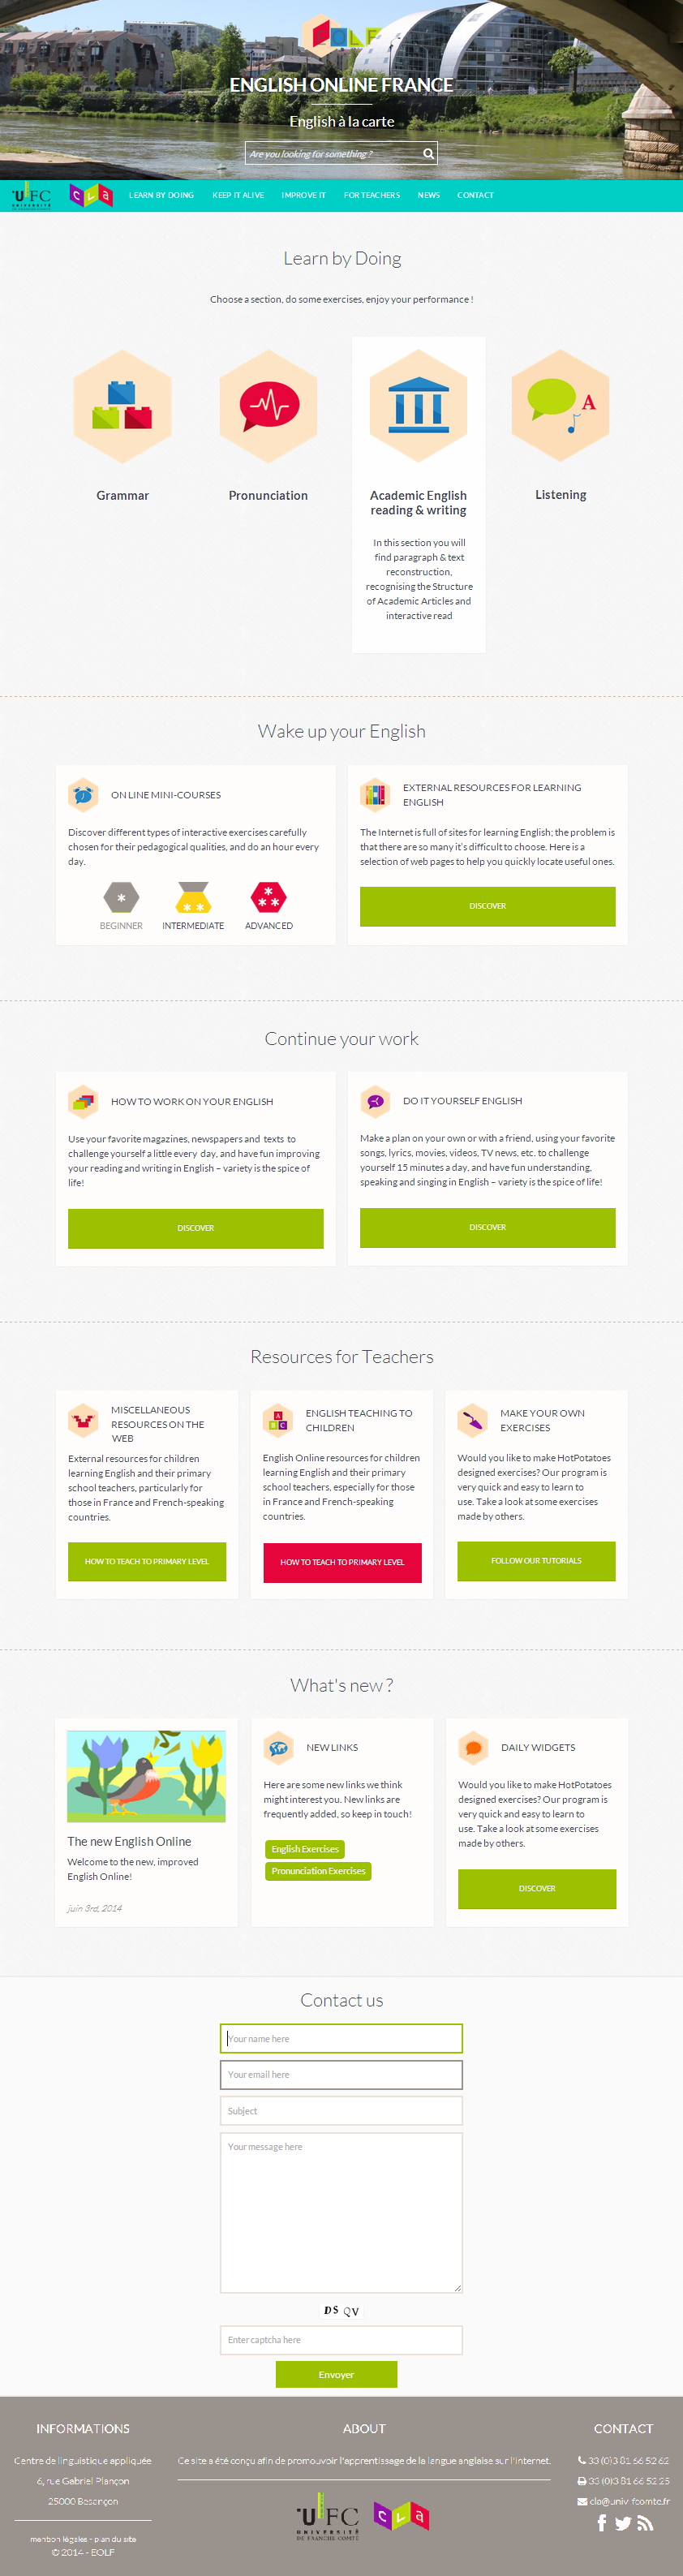 EOLF
ENGLISH ONLINE FRANCE
English à la carte
Are you looking for something ?
UFC
UNIVERSITÉ
DE FRANCHE-COMTÉ
CLA
LEARN BY DOING
KEEP IT ALIVE
IMPROVE IT
FOR TEACHERS
NEWS
CONTACT
Learn by Doing
Choose a section, do some exercises, enjoy your performance !
A
Grammar
Pronunciation
Academic English
reading & writing
Listening
In this section you will
find paragraph & text
reconstruction,
recognising the Structure
of Academic Articles and
interactive read
Wake up your English
ON LINE MINI-COURSES
Discover different types of interactive exercises carefully
chosen for their pedagogical qualities, and do an hour every
day.
BEGINNER
INTERMEDIATE
ADVANCED
EXTERNAL RESOURCES FOR LEARNING
ENGLISH
The Internet is full of sites for learning English; the problem is
that there are so many it's difficult to choose. Here is a
selection of web pages to help you quickly locate useful ones.
DISCOVER
Continue your work
HOW TO WORK ON YOUR ENGLISH
Use your favorite magazines, newspapers and texts to
challenge yourself a little every day, and have fun improving
your reading and writing in English – variety is the spice of
life!
DISCOVER
DO IT YOURSELF ENGLISH
Make a plan on your own or with a friend, using your favorite
songs, lyrics, movies, videos, TV news, etc. to challenge
yourself 15 minutes a day, and have fun understanding,
speaking and singing in English – variety is the spice of life!
DISCOVER
Resources for Teachers
MISCELLANEOUS
RESOURCES ON THE
WEB
External resources for children
learning English and their primary
school teachers, particularly for
those in France and French-speaking
countries.
HOW TO TEACH TO PRIMARY LEVEL
A
B C
ENGLISH TEACHING TO
CHILDREN
English Online resources for children
learning English and their primary
school teachers, especially for those
in France and French-speaking
countries.
HOW TO TEACH TO PRIMARY LEVEL
MAKE YOUR OWN
EXERCISES
Would you like to make HotPotatoes
designed exercises? Our program is
very quick and easy to learn to
use. Take a look at some exercises
made by others.
FOLLOW OUR TUTORIALS
What's new ?
The new English Online
Welcome to the new, improved
English Online!
juin 3rd, 2014
NEW LINKS
Here are some new links we think
might interest you. New links are
frequently added, so keep in touch!
English Exercises
Pronunciation Exercises
DAILY WIDGETS
Would you like to make HotPotatoes
designed exercises? Our program is
very quick and easy to learn to
use. Take a look at some exercises
made by others.
DISCOVER
Contact us
Your name here
Your email here
Subject
Your message here
DS QV
Enter captcha here
Envoyer
INFORMATIONS
Centre de linguistique appliquée
6, rue Gabriel Plançon
25000 Besançon
mention légales - plan du site
© 2014 - EOLF
ABOUT
Ce site a été conçu afin de promouvoir l'apprentissage de la langue anglaise sur l'internet.
UFC
UNIVERSITÉ
DE FRANCHE-COMTÉ
CLA
CONTACT
33 (0)3 81 66 52 62
33 (0)3 81 66 52 25
cla@univ-fcomte.fr